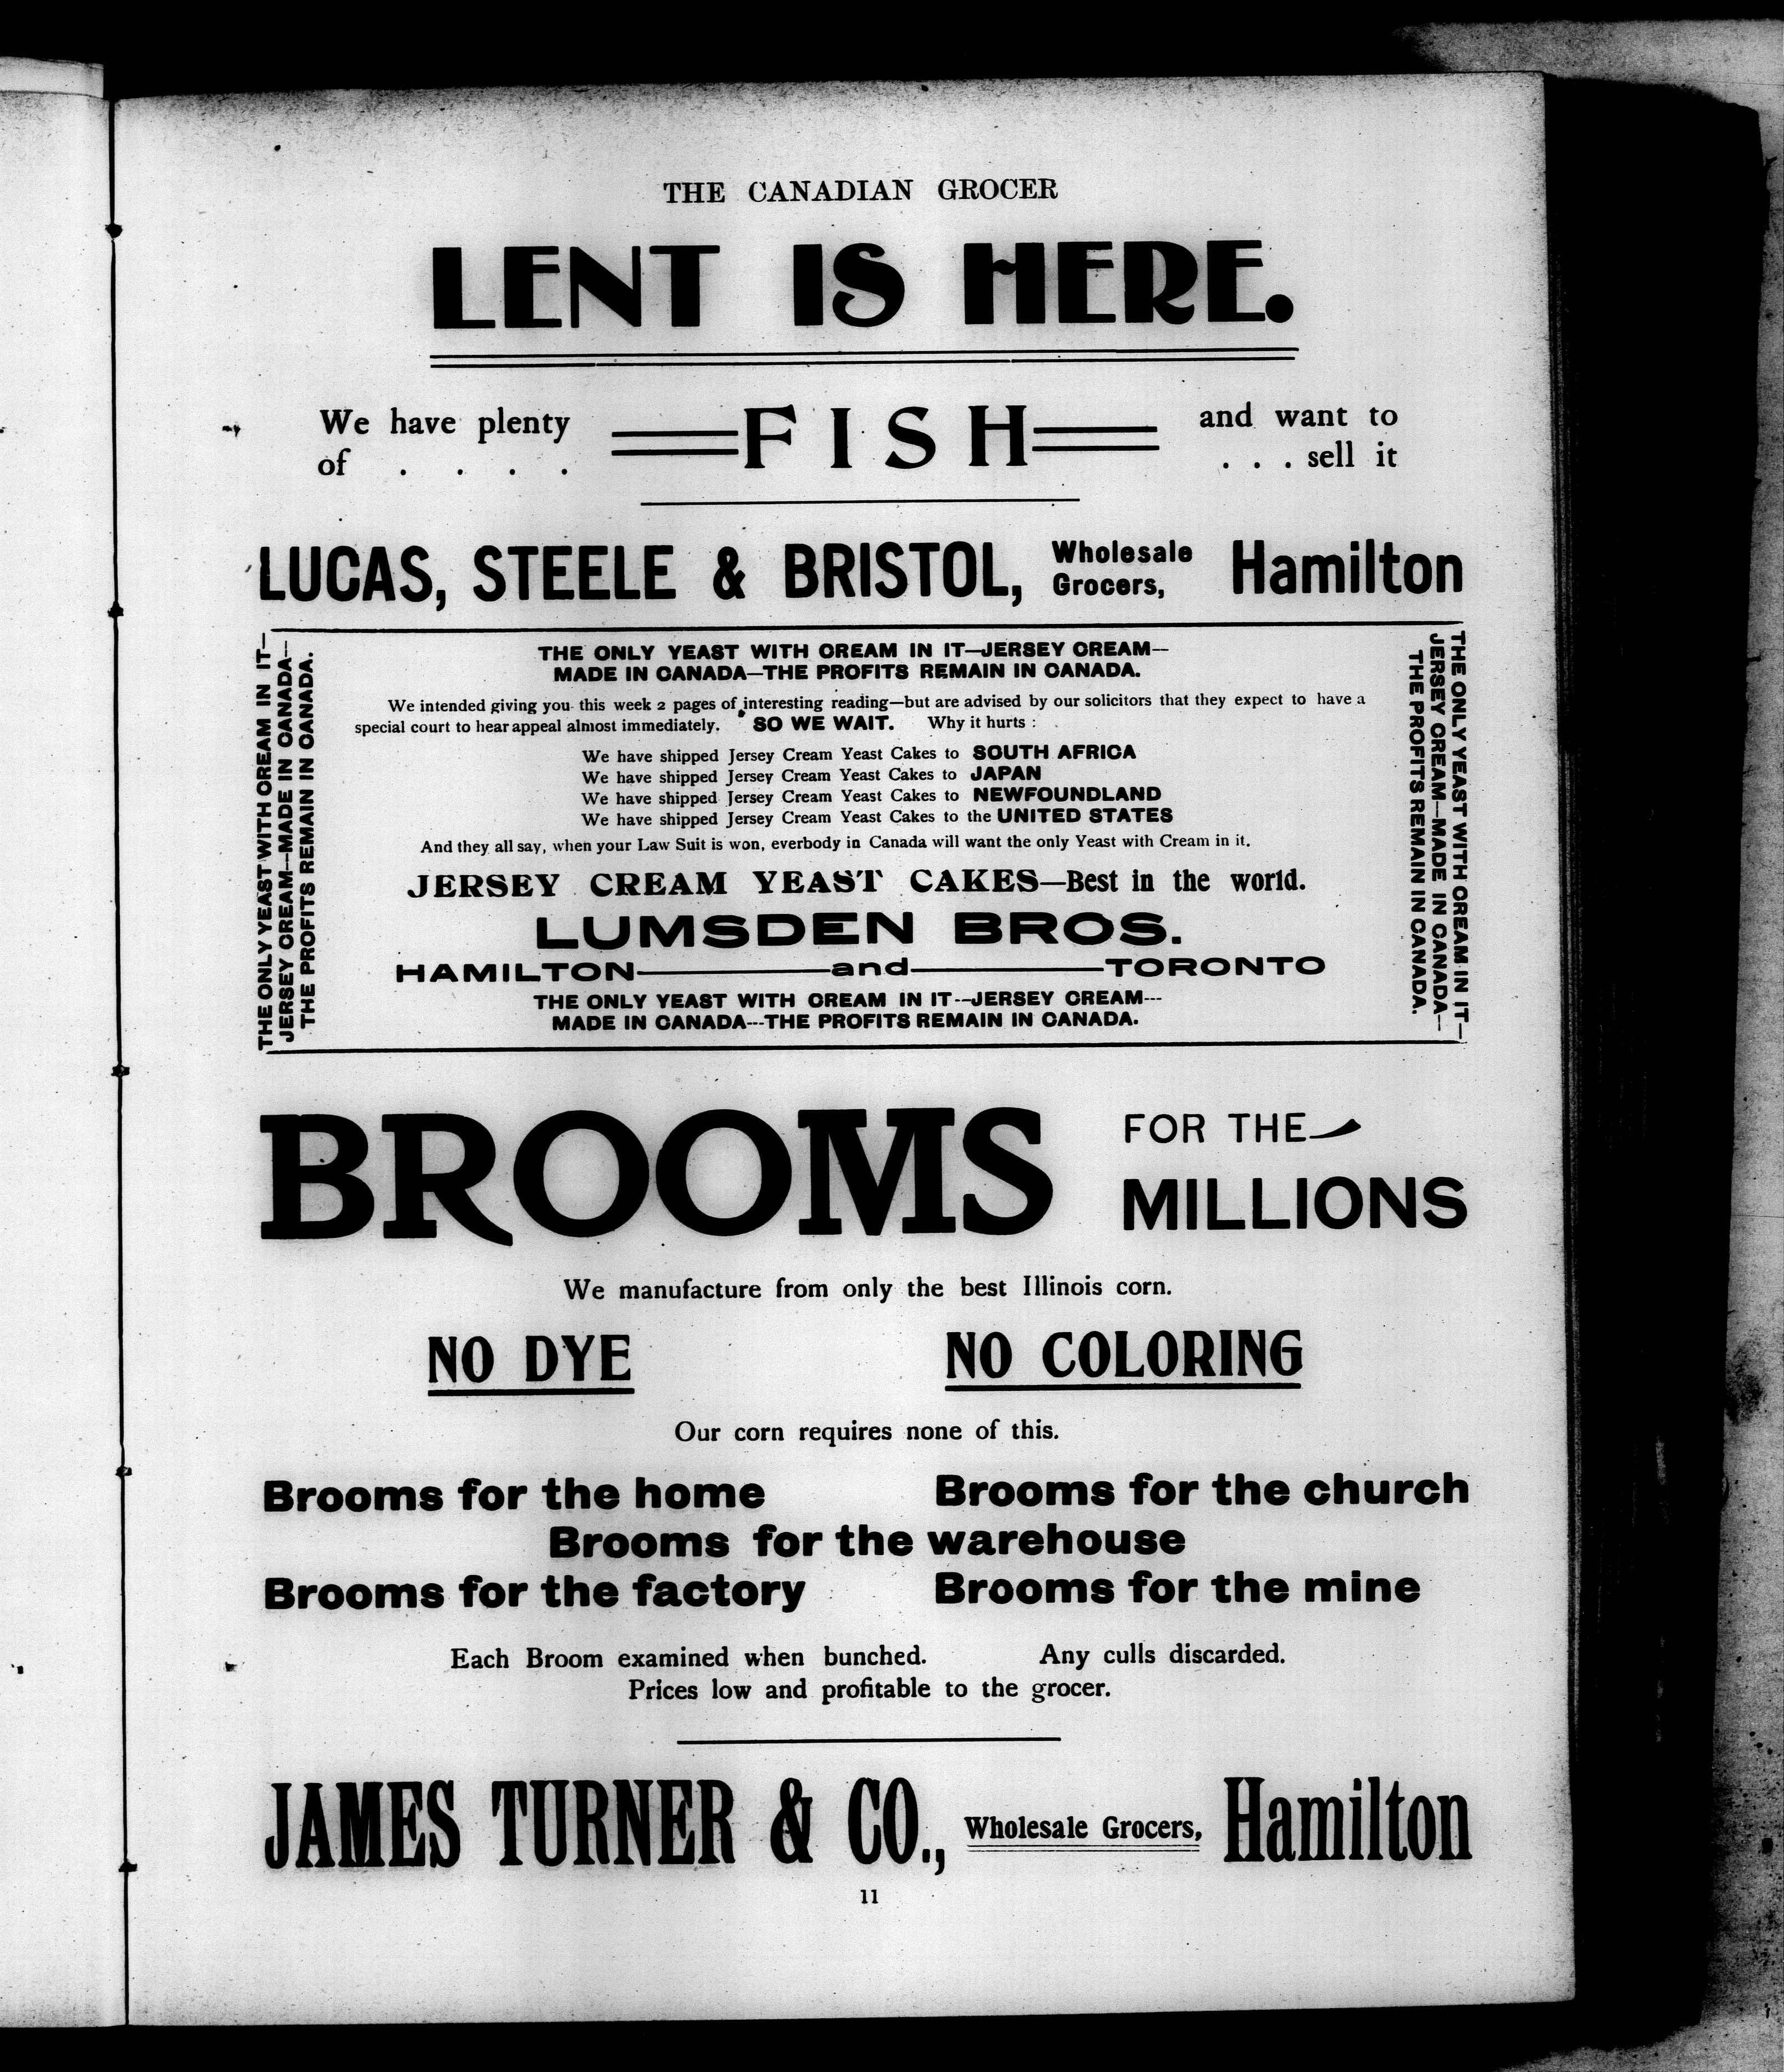 THE CANADIAN GROCER
LENT IS HERE.
We have plenty
of . . . .
FISH
and want to
. . . sell it
LUCAS, STEELE & BRISTOL, Wholesale Grocers, Hamilton
THE ONLY YEAST WITH CREAM IN IT—
JERSEY CREAM—MADE IN CANADA—
THE PROFITS REMAIN IN CANADA.
THE ONLY YEAST WITH CREAM IN IT—JERSEY CREAM—
MADE IN CANADA—THE PROFITS REMAIN IN CANADA.
We intended giving you this week 2 pages of interesting reading—but are advised by our solicitors that they expect to have a
special court to hear appeal almost immediately. SO WE WAIT. Why it hurts :
We have shipped Jersey Cream Yeast Cakes to SOUTH AFRICA
We have shipped Jersey Cream Yeast Cakes to JAPAN
We have shipped Jersey Cream Yeast Cakes to NEWFOUNDLAND
We have shipped Jersey Cream Yeast Cakes to the UNITED STATES
And they all say, when your Law Suit is won, everbody in Canada will want the only Yeast with Cream in it.
JERSEY CREAM YEAST CAKES—Best in the world.
LUMSDEN BROS.
HAMILTON——and——TORONTO
THE ONLY YEAST WITH CREAM IN IT--JERSEY CREAM---
MADE IN CANADA---THE PROFITS REMAIN IN CANADA.
THE ONLY YEAST WITH CREAM IN IT—
JERSEY CREAM—MADE IN CANADA—
THE PROFITS REMAIN IN CANADA.
BROOMS FOR THE
MILLIONS
We manufacture from only the best Illinois corn.
NO DYE NO COLORING
Our corn requires none of this.
Brooms for the home Brooms for the church
Brooms for the warehouse
Brooms for the factory Brooms for the mine
Each Broom examined when bunched. Any culls discarded.
Prices low and profitable to the grocer.
JAMES TURNER & CO., Wholesale Grocers, Hamilton
11